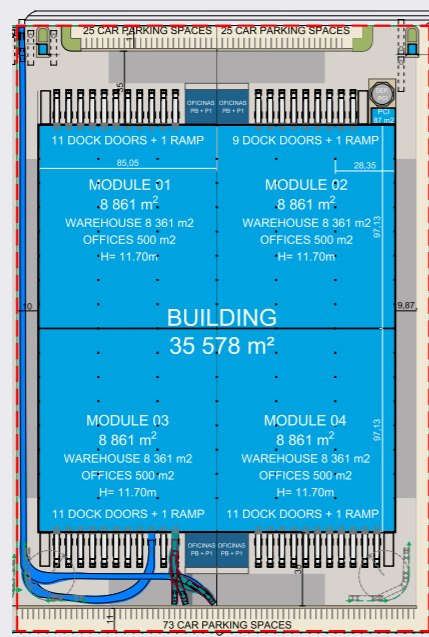 25 CAR PARKING SPACES 25 CAR PARKING SPACES
35
OFICINAS OFICINAS
PB + P1 PB + P1
DEP.
PCI
87 m2
11 DOCK DOORS + 1 RAMP
9 DOCK DOORS + 1 RAMP
85,05
28,35
MODULE 01
8 861 m²
WAREHOUSE 8 361 m2
OFFICES 500 m2
H= 11.70m
MODULE 02
8 861 m²
WAREHOUSE 8 361 m2
OFFICES 500 m2
H= 11.70m
97,13
10
9,87
BUILDING
35 578 m²
MODULE 03
8 861 m²
WAREHOUSE 8 361 m2
OFFICES 500 m2
H= 11.70m
11 DOCK DOORS + 1 RAMP
MODULE 04
8 861 m²
WAREHOUSE 8 361 m2
OFFICES 500 m2
H= 11.70m
11 DOCK DOORS + 1 RAMP
97,13
OFICINAS OFICINAS
PB + P1 PB + P1
35
11
73 CAR PARKING SPACES